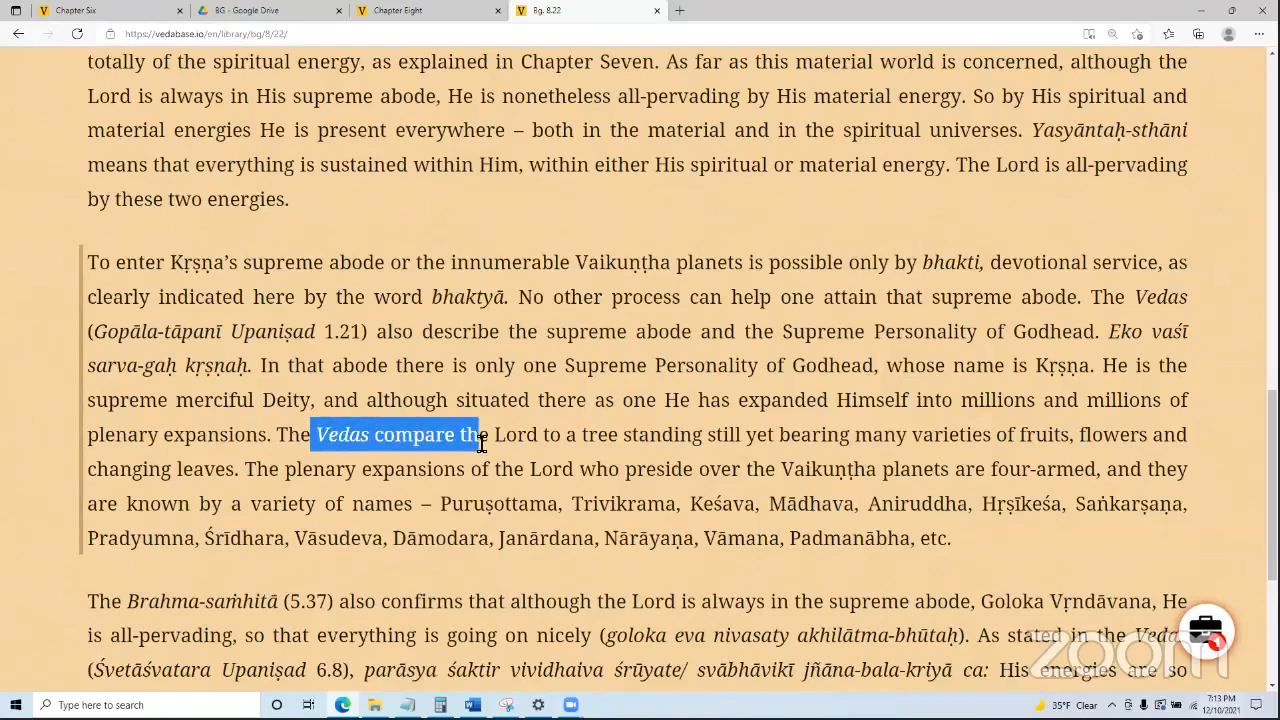 Chapter Six
BG - Google Drive
Chapter Eight
Bg. 8.22
https://vedabase.io/en/library/bg/8/22/
totally of the spiritual energy, as explained in Chapter Seven. As far as this material world is concerned, although the
Lord is always in His supreme abode, He is nonetheless all-pervading by His material energy. So by His spiritual and
material energies He is present everywhere – both in the material and in the spiritual universes. Yasyāntaḥ-sthāni
means that everything is sustained within Him, within either His spiritual or material energy. The Lord is all-pervading
by these two energies.
To enter Kṛṣṇa’s supreme abode or the innumerable Vaikuṇṭha planets is possible only by bhakti, devotional service, as
clearly indicated here by the word bhaktyā. No other process can help one attain that supreme abode. The Vedas
(Gopāla-tāpanī Upaniṣad 1.21) also describe the supreme abode and the Supreme Personality of Godhead. Eko vaśī
sarva-gaḥ kṛṣṇaḥ. In that abode there is only one Supreme Personality of Godhead, whose name is Kṛṣṇa. He is the
supreme merciful Deity, and although situated there as one He has expanded Himself into millions and millions of
plenary expansions. The Vedas compare the Lord to a tree standing still yet bearing many varieties of fruits, flowers and
changing leaves. The plenary expansions of the Lord who preside over the Vaikuṇṭha planets are four-armed, and they
are known by a variety of names – Puruṣottama, Trivikrama, Keśava, Mādhava, Aniruddha, Hṛṣīkeśa, Saṅkarṣaṇa,
Pradyumna, Śrīdhara, Vāsudeva, Dāmodara, Janārdana, Nārāyaṇa, Vāmana, Padmanābha, etc.
The Brahma-saṁhitā (5.37) also confirms that although the Lord is always in the supreme abode, Goloka Vṛndāvana, He
is all-pervading, so that everything is going on nicely (goloka eva nivasaty akhilātma-bhūtaḥ). As stated in the Vedas
(Śvetāśvatara Upaniṣad 6.8), parāsya śaktir vividhaiva śrūyate/ svābhāvikī jñāna-bala-kriyā ca: His energies are so
zoom
Type here to search
35°F Clear
7:13 PM
12/10/2021